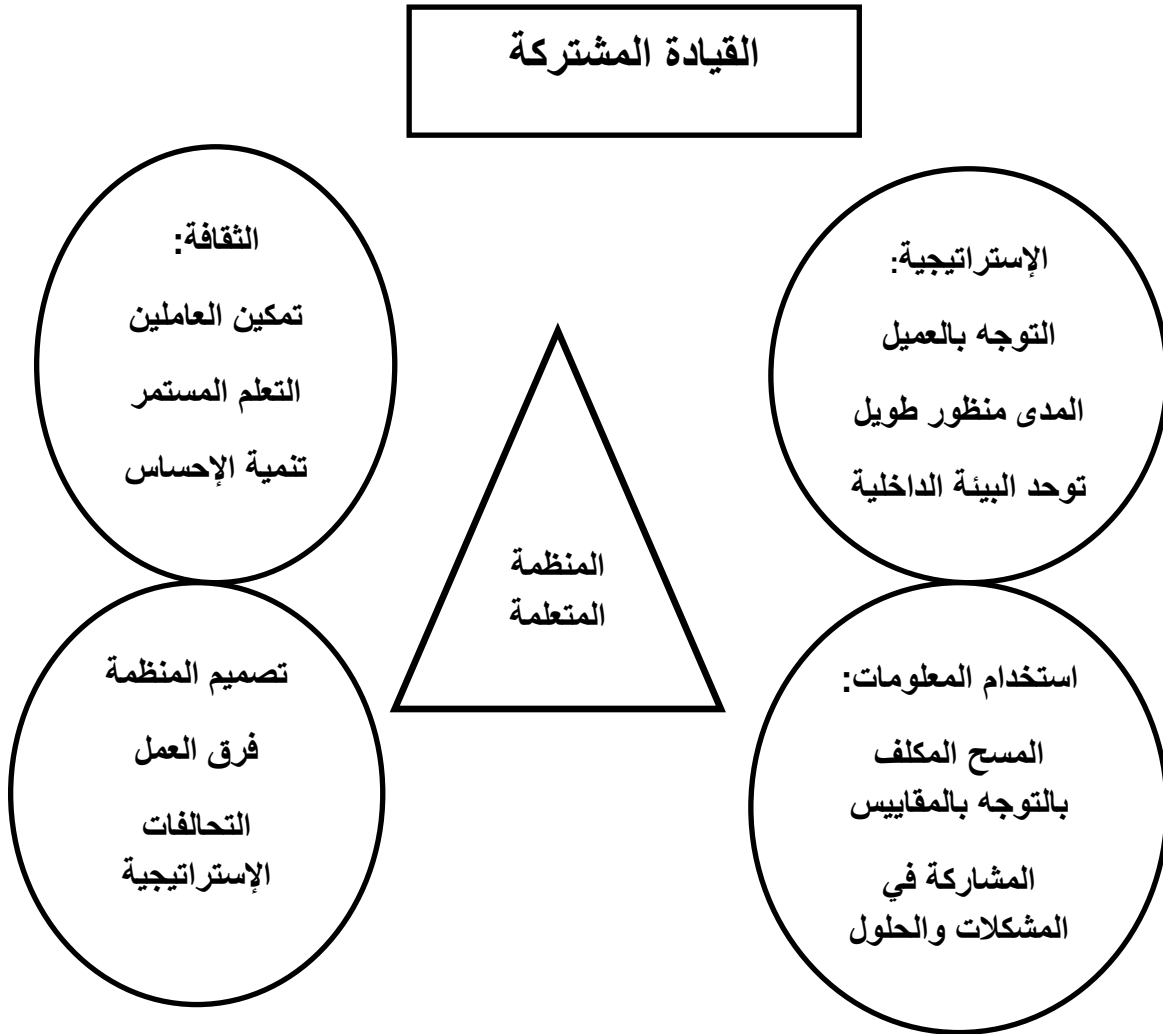 القيادة المشتركة
الإستراتيجية:
التوجه بالعميل
المدى منظور طويل
توحد البيئة الداخلية
الثقافة:
تمكين العاملين
التعلم المستمر
تنمية الإحساس
المنظمة
المتعلمة
استخدام المعلومات:
المسح المكلف
بالتوجه بالمقاييس
المشاركة في
المشكلات والحلول
تصميم المنظمة
فرق العمل
التحالفات
الإستراتيجية